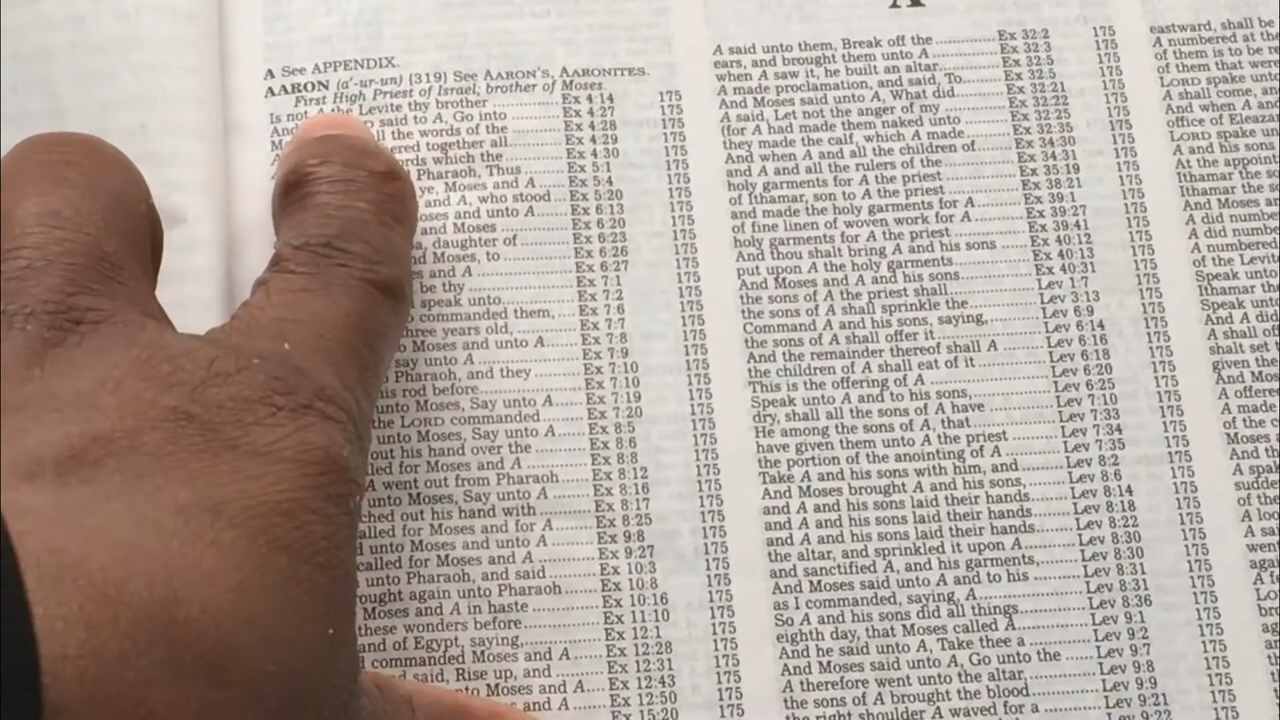 A
A See APPENDIX.
AARON (a'-ur-un) (319) See AARON'S, AARONITES.
First High Priest of Israel; brother of Moses.
Is not A the Levite thy brother ............ Ex 4:14 175
said to A, Go into ............ Ex 4:27 175
all the words of the ............ Ex 4:28 175
together all ............ Ex 4:29 175
which the ............ Ex 4:30 175
Pharaoh, Thus ............ Ex 5:1 175
ye, Moses and A .... Ex 5:4 175
and A, who stood ... Ex 5:20 175
and unto A ...... Ex 6:13 175
and Moses ............ Ex 6:20 175
daughter of ............ Ex 6:23 175
Moses, to ............ Ex 6:26 175
and A ............ Ex 6:27 175
be thy ............ Ex 7:1 175
speak unto ............ Ex 7:2 175
commanded them, .... Ex 7:6 175
three years old, ........ Ex 7:7 175
Moses and unto A ...... Ex 7:8 175
say unto A ............ Ex 7:9 175
Pharaoh, and they ........ Ex 7:10 175
his rod before ............ Ex 7:10 175
unto Moses, Say unto A ..... Ex 7:19 175
the LORD commanded ........ Ex 7:20 175
unto Moses, Say unto A ..... Ex 8:5 175
out his hand over the ........ Ex 8:6 175
called for Moses and A ........ Ex 8:8 175
A went out from Pharaoh ...... Ex 8:12 175
unto Moses, Say unto A ...... Ex 8:16 175
out his hand with ............ Ex 8:17 175
called for Moses and for A ..... Ex 8:25 175
unto Moses and unto A ....... Ex 9:8 175
called for Moses and A ........ Ex 9:27 175
unto Pharaoh, and said ...... Ex 10:3 175
again unto Pharaoh ...... Ex 10:8 175
Moses and A in haste ........ Ex 10:16 175
these wonders before ........ Ex 11:10 175
land of Egypt, saying, ........ Ex 12:1 175
commanded Moses and A ..... Ex 12:28 175
said, Rise up, and ...... Ex 12:31 175
Moses and A .... Ex 12:43 175
and A ..... Ex 12:50 175
Ex 15:20 175
A said unto them, Break off the ............ Ex 32:2 175
ears, and brought them unto A ............ Ex 32:3 175
when A saw it, he built an altar ............ Ex 32:5 175
A made proclamation, and said, To ........ Ex 32:5 175
And Moses said unto A, What did ........ Ex 32:21 175
A said, Let not the anger of my ............ Ex 32:22 175
(for A had made them naked unto ........ Ex 32:25 175
they made the calf, which A made ........ Ex 32:35 175
And when A and all the children of ........ Ex 34:30 175
and A and all the rulers of the ............ Ex 34:31 175
holy garments for A the priest ............ Ex 35:19 175
of Ithamar, son to A the priest ............ Ex 38:21 175
and made the holy garments for A ........ Ex 39:1 175
of fine linen of woven work for A ........ Ex 39:27 175
holy garments for A the priest ............ Ex 39:41 175
And thou shalt bring A and his sons ...... Ex 40:12 175
put upon A the holy garments ............ Ex 40:13 175
And Moses and A and his sons ............ Ex 40:31 175
the sons of A the priest shall ............ Lev 1:7 175
the sons of A shall sprinkle the ............ Lev 3:13 175
Command A and his sons, saying, ........ Lev 6:9 175
the sons of A shall offer it ............ Lev 6:14 175
And the remainder thereof shall A ........ Lev 6:16 175
the children of A shall eat of it ............ Lev 6:18 175
This is the offering of A ............ Lev 6:20 175
Speak unto A and to his sons, ............ Lev 6:25 175
dry, shall all the sons of A have ............ Lev 7:10 175
He among the sons of A, that ............ Lev 7:33 175
have given them unto A the priest ........ Lev 7:34 175
the portion of the anointing of A ........ Lev 7:35 175
Take A and his sons with him, and ........ Lev 8:2 175
And Moses brought A and his sons, ...... Lev 8:6 175
and A and his sons laid their hands ...... Lev 8:14 175
and A and his sons laid their hands ...... Lev 8:18 175
and A and his sons laid their hands ...... Lev 8:22 175
the altar, and sprinkled it upon A ........ Lev 8:30 175
and sanctified A, and his garments, ...... Lev 8:30 175
And Moses said unto A and to his ........ Lev 8:31 175
as I commanded, saying, A ............ Lev 8:31 175
So A and his sons did all things ............ Lev 8:36 175
eighth day, that Moses called A ............ Lev 9:1 175
And he said unto A, Take thee a ............ Lev 9:2 175
And Moses said unto A, Go unto the ...... Lev 9:7 175
A therefore went unto the altar, ............ Lev 9:8 175
the sons of A brought the blood ............ Lev 9:9 175
the right shoulder A waved for a ............ Lev 9:21 175
Lev 9:22 175
eastward, shall be
A numbered at the
of them is to be
of them that were
LORD spake unto
A shall come, an
And when A and
office of Eleazar
LORD spake un
A and his sons
At the appoint
Ithamar the so
Ithamar the s
And Moses an
A did numbe
A did numbe
A numbered
of the Levite
Speak unto
Ithamar the
Speak unto
And A did
A shall of
shalt set
given the
And Mos
A offere
A made
of the c
Moses
And th
A spa
sudde
of the
A loo
A sa
went
agai
A f
Lo
bro
ag
an